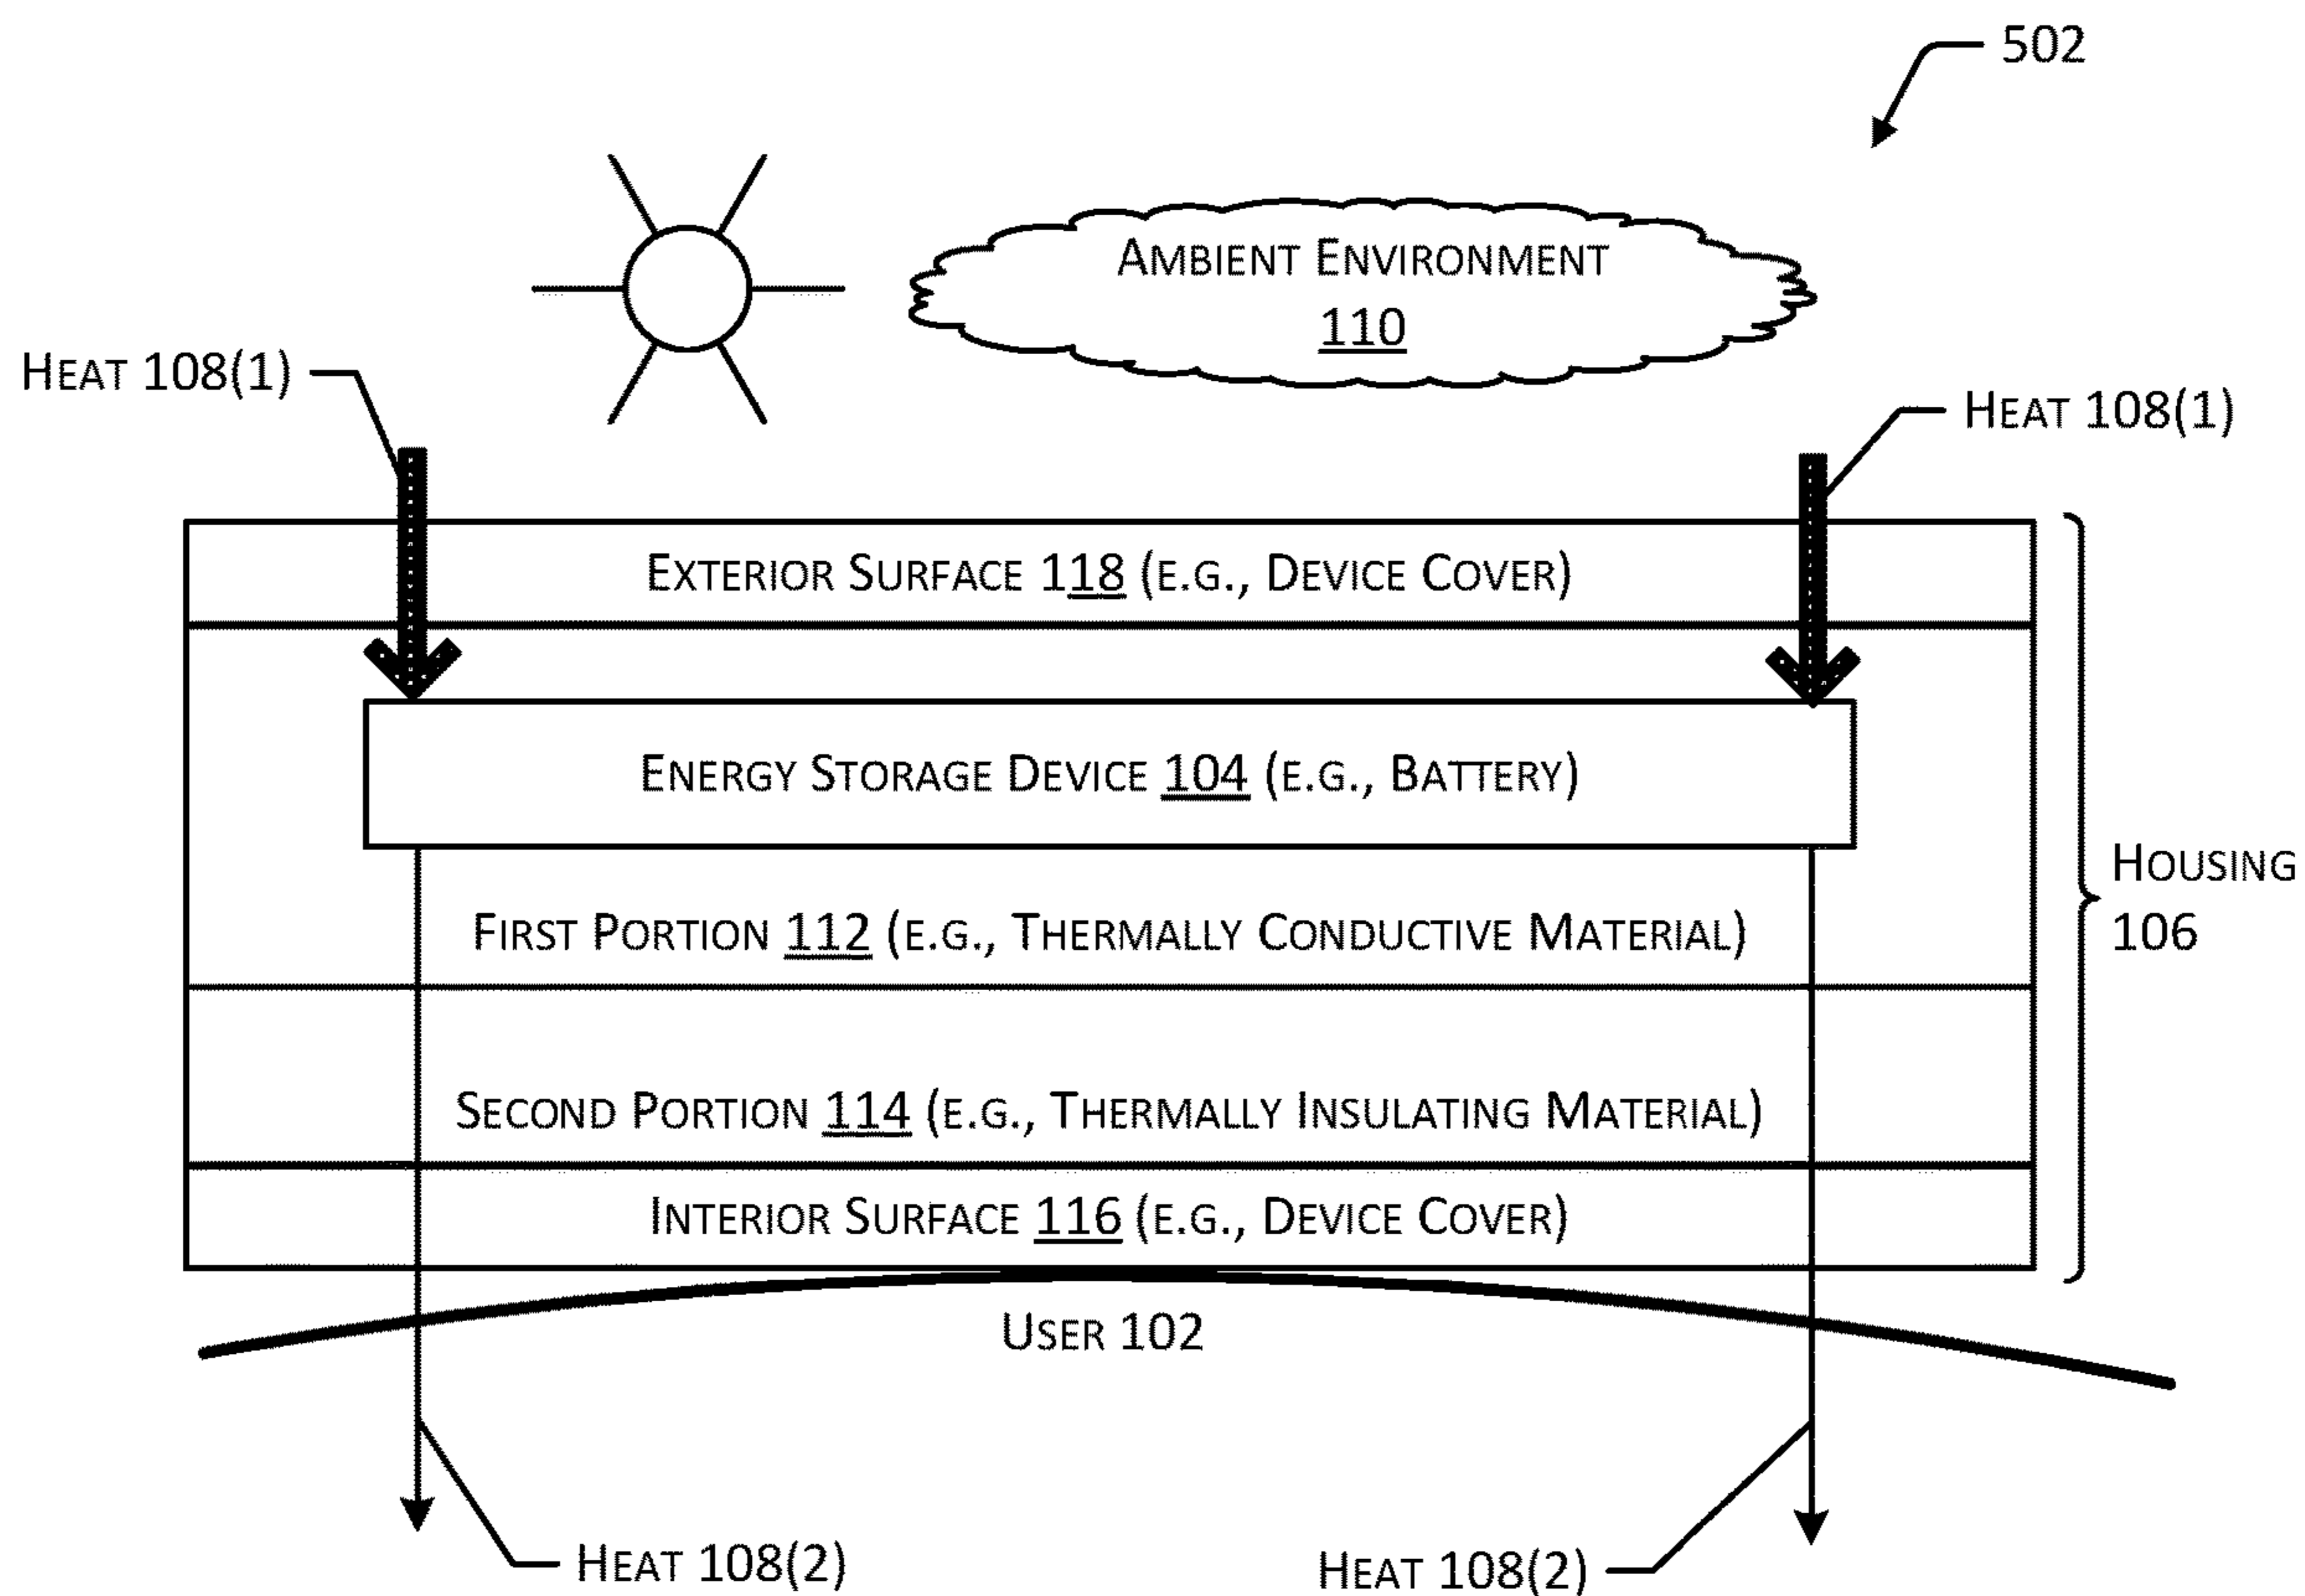 502
AMBIENT ENVIRONMENT
110
HEAT 108(1)
HEAT 108(1)
EXTERIOR SURFACE 118 (E.G., DEVICE COVER)
ENERGY STORAGE DEVICE 104 (E.G., BATTERY)
HOUSING
106
FIRST PORTION 112 (E.G., THERMALLY CONDUCTIVE MATERIAL)
SECOND PORTION 114 (E.G., THERMALLY INSULATING MATERIAL)
INTERIOR SURFACE 116 (E.G., DEVICE COVER)
USER 102
HEAT 108(2)
HEAT 108(2)